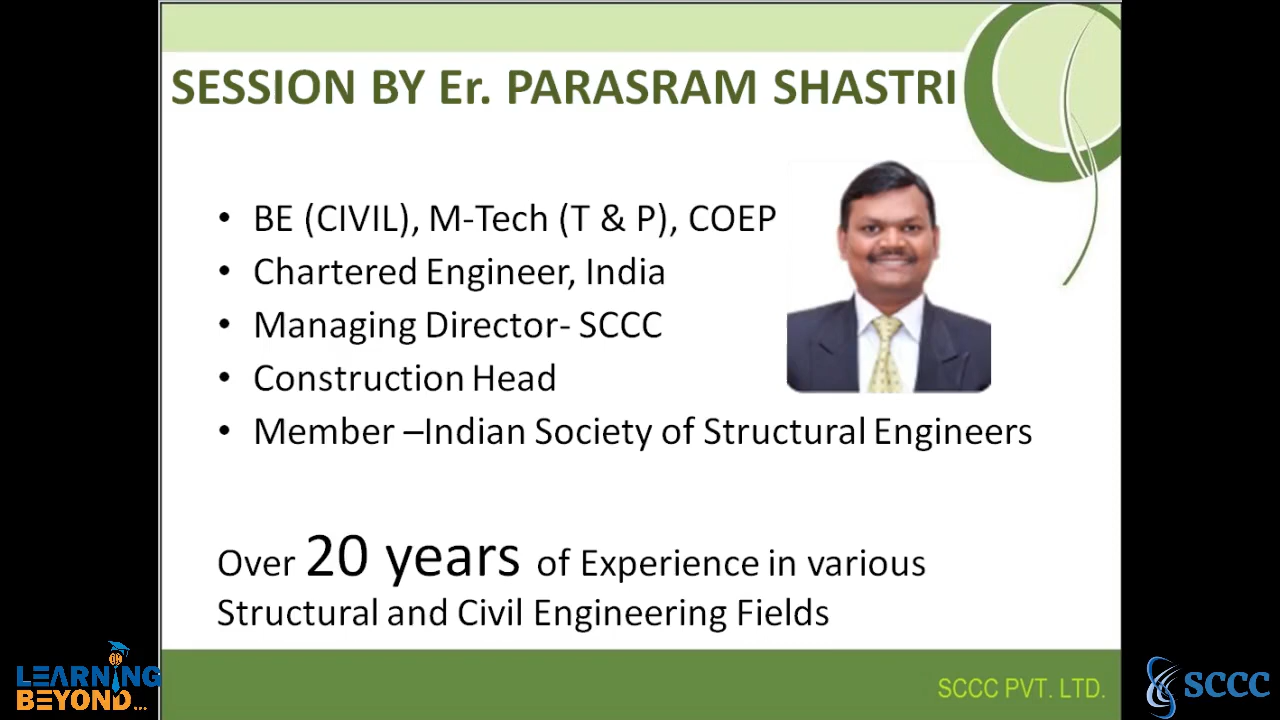 SESSION BY Er. PARASRAM SHASTRI
• BE (CIVIL), M-Tech (T & P), COEP
• Chartered Engineer, India
• Managing Director- SCCC
• Construction Head
• Member –Indian Society of Structural Engineers
Over 20 years of Experience in various
Structural and Civil Engineering Fields
SCCC PVT. LTD.
ON
LEARNING
BEYOND...
SCCC